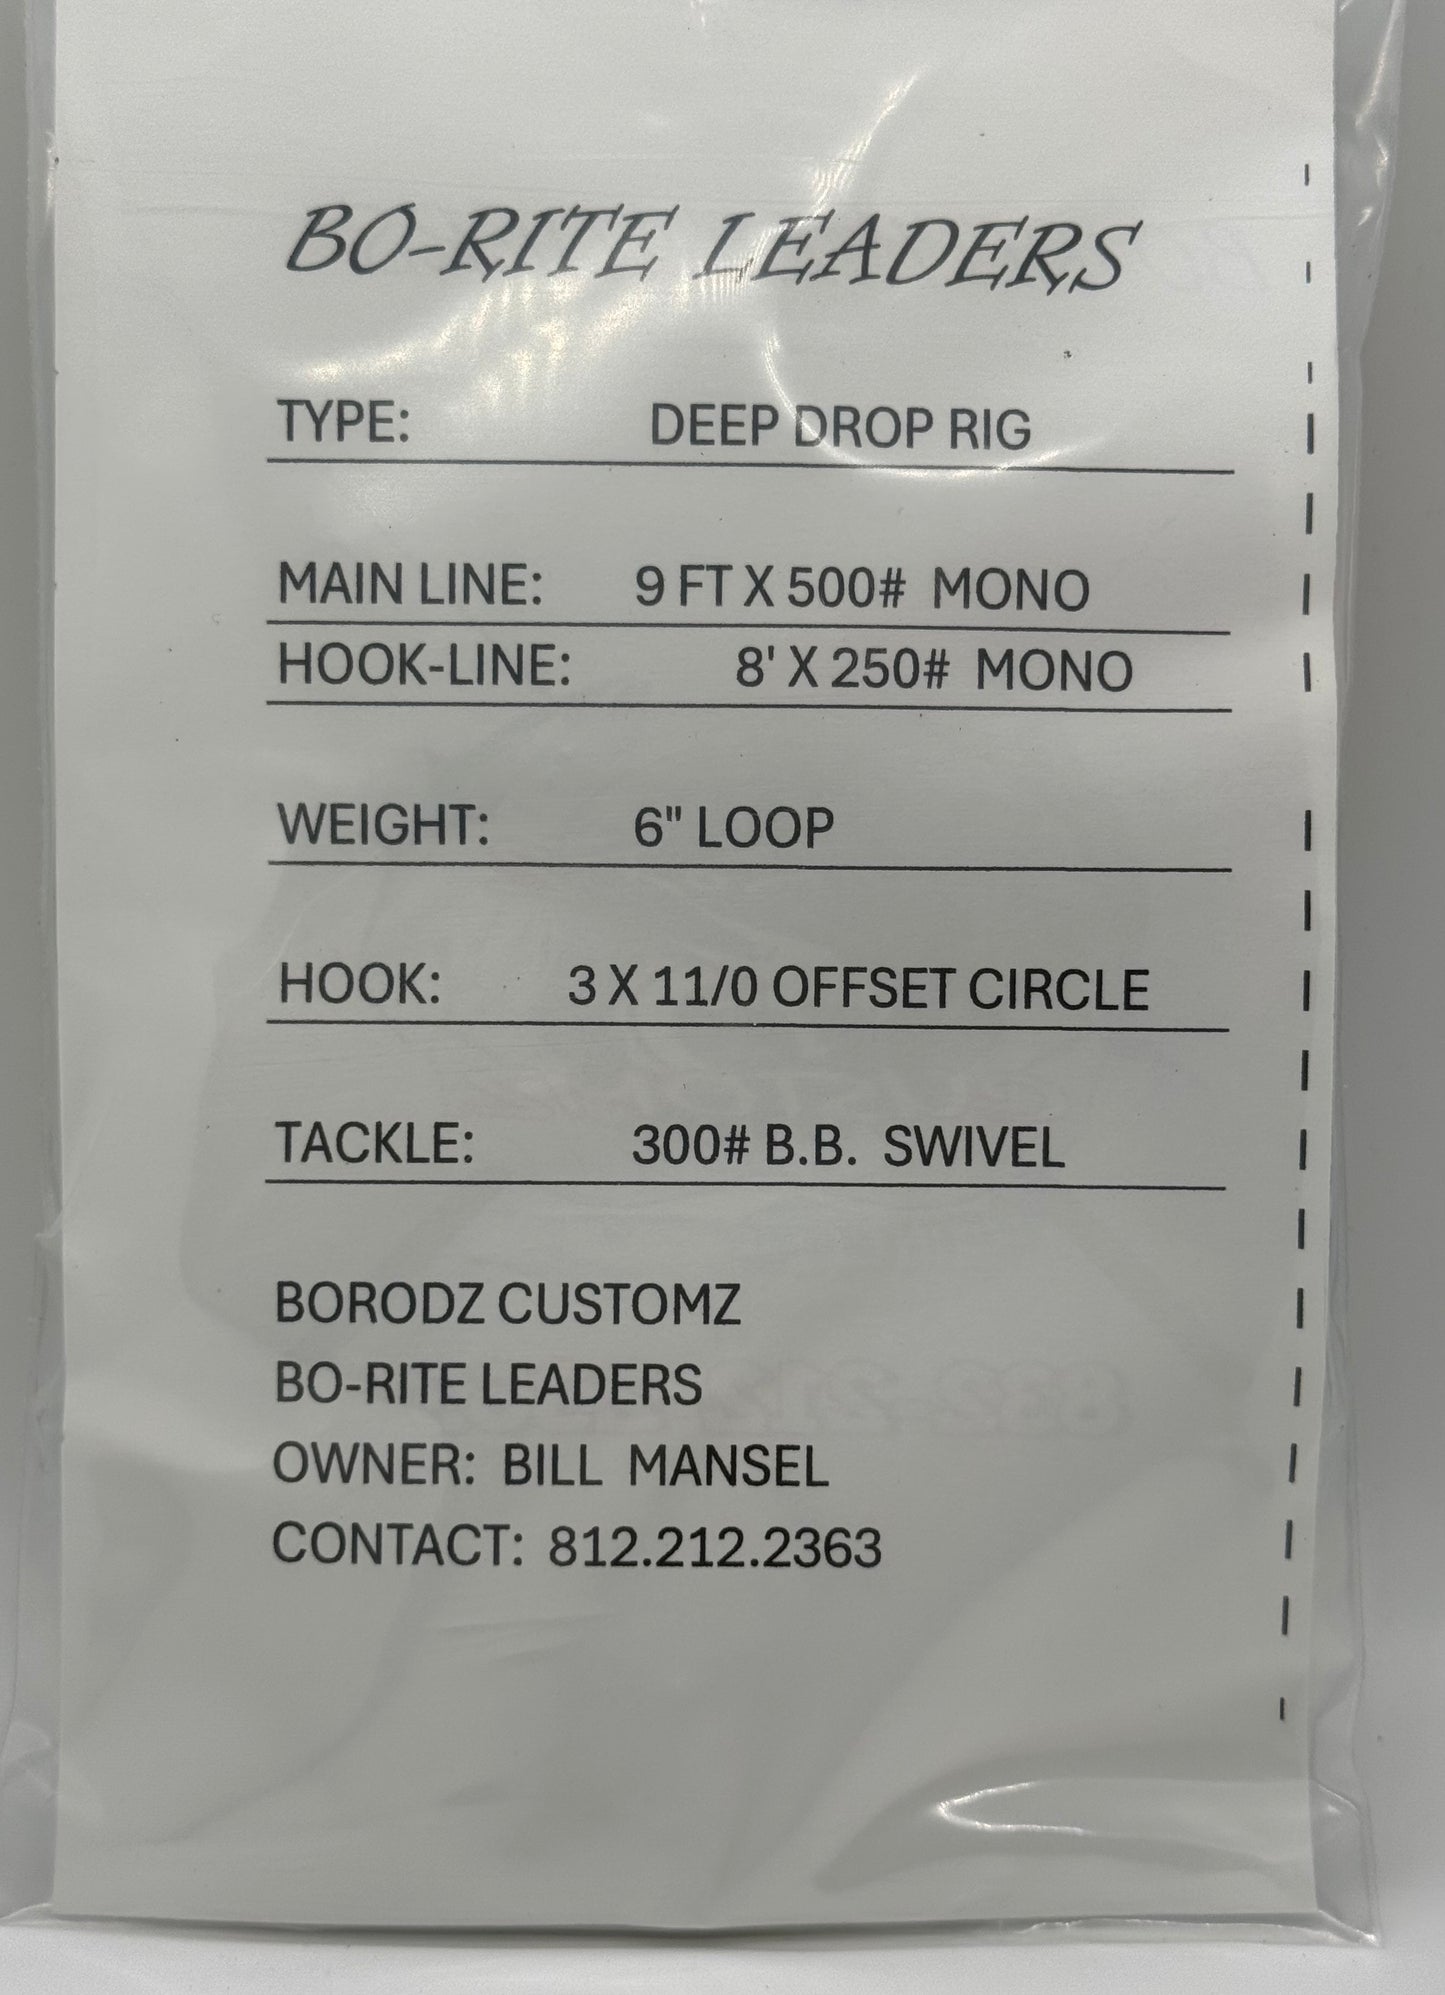 BO-RITE LEADERS
TYPE: DEEP DROP RIG
MAIN LINE: 9 FT X 500# MONO
HOOK-LINE: 8' X 250# MONO
WEIGHT: 6" LOOP
HOOK: 3 X 11/0 OFFSET CIRCLE
TACKLE: 300# B.B. SWIVEL
BORODZ CUSTOMZ
BO-RITE LEADERS
OWNER: BILL MANSEL
CONTACT: 812.212.2363